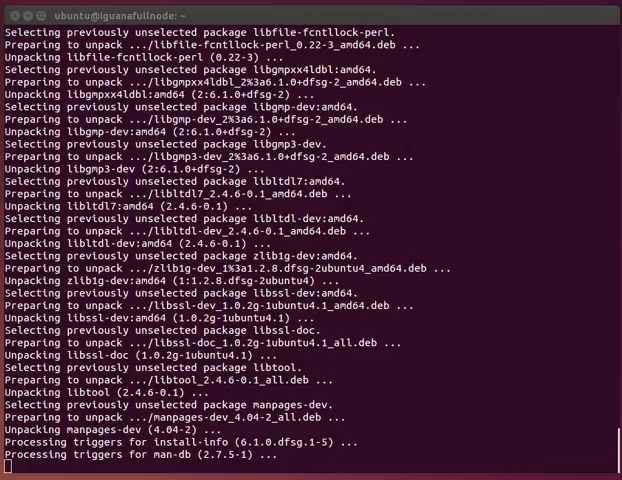 ubuntu@iguanafullnode: ~
Selecting previously unselected package libfile-fcntllock-perl.
Preparing to unpack .../libfile-fcntllock-perl_0.22-3_amd64.deb ...
Unpacking libfile-fcntllock-perl (0.22-3) ...
Selecting previously unselected package libgmpxx4ldbl:amd64.
Preparing to unpack .../libgmpxx4ldbl_2%3a6.1.0+dfsg-2_amd64.deb ...
Unpacking libgmpxx4ldbl:amd64 (2:6.1.0+dfsg-2) ...
Selecting previously unselected package libgmp-dev:amd64.
Preparing to unpack .../libgmp-dev_2%3a6.1.0+dfsg-2_amd64.deb ...
Unpacking libgmp-dev:amd64 (2:6.1.0+dfsg-2) ...
Selecting previously unselected package libgmp3-dev.
Preparing to unpack .../libgmp3-dev_2%3a6.1.0+dfsg-2_amd64.deb ...
Unpacking libgmp3-dev (2:6.1.0+dfsg-2) ...
Selecting previously unselected package libltdl7:amd64.
Preparing to unpack .../libltdl7_2.4.6-0.1_amd64.deb ...
Unpacking libltdl7:amd64 (2.4.6-0.1) ...
Selecting previously unselected package libltdl-dev:amd64.
Preparing to unpack .../libltdl-dev_2.4.6-0.1_amd64.deb ...
Unpacking libltdl-dev:amd64 (2.4.6-0.1) ...
Selecting previously unselected package zlib1g-dev:amd64.
Preparing to unpack .../zlib1g-dev_1%3a1.2.8.dfsg-2ubuntu4_amd64.deb ...
Unpacking zlib1g-dev:amd64 (1:1.2.8.dfsg-2ubuntu4) ...
Selecting previously unselected package libssl-dev:amd64.
Preparing to unpack .../libssl-dev_1.0.2g-1ubuntu4.1_amd64.deb ...
Unpacking libssl-dev:amd64 (1.0.2g-1ubuntu4.1) ...
Selecting previously unselected package libssl-doc.
Preparing to unpack .../libssl-doc_1.0.2g-1ubuntu4.1_all.deb ...
Unpacking libssl-doc (1.0.2g-1ubuntu4.1) ...
Selecting previously unselected package libtool.
Preparing to unpack .../libtool_2.4.6-0.1_all.deb ...
Unpacking libtool (2.4.6-0.1) ...
Selecting previously unselected package manpages-dev.
Preparing to unpack .../manpages-dev_4.04-2_all.deb ...
Unpacking manpages-dev (4.04-2) ...
Processing triggers for install-info (6.1.0.dfsg.1-5) ...
Processing triggers for man-db (2.7.5-1) ...